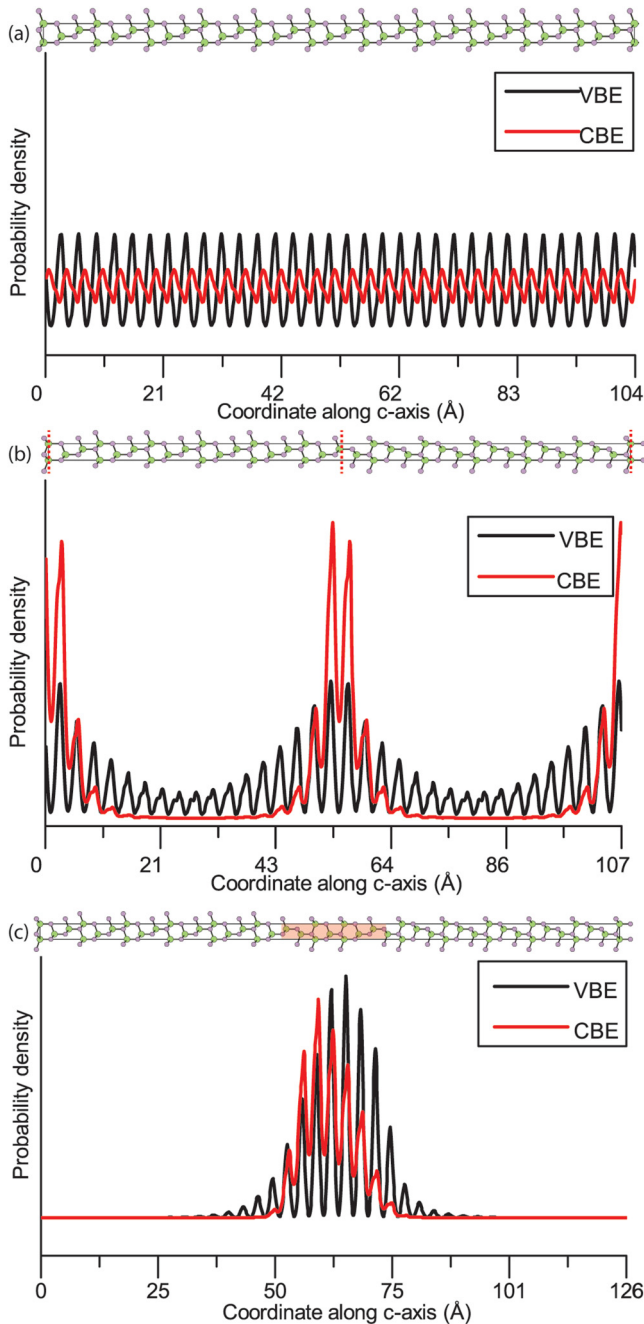 (a)
VBE
CBE
Probability density
0 21 42 62 83 104
Coordinate along c-axis (Å)
(b)
VBE
CBE
Probability density
0 21 43 64 86 107
Coordinate along c-axis (Å)
(c)
VBE
CBE
Probability density
0 25 50 75 101 126
Coordinate along c-axis (Å)